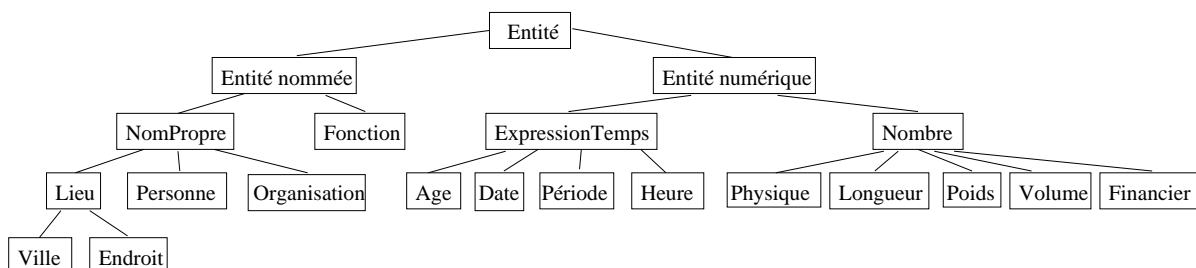 Entité
Entité nommée
Entité numérique
NomPropre
Fonction
ExpressionTemps
Nombre
Lieu
Personne
Organisation
Age
Date
Période
Heure
Physique
Longueur
Poids
Volume
Financier
Ville
Endroit